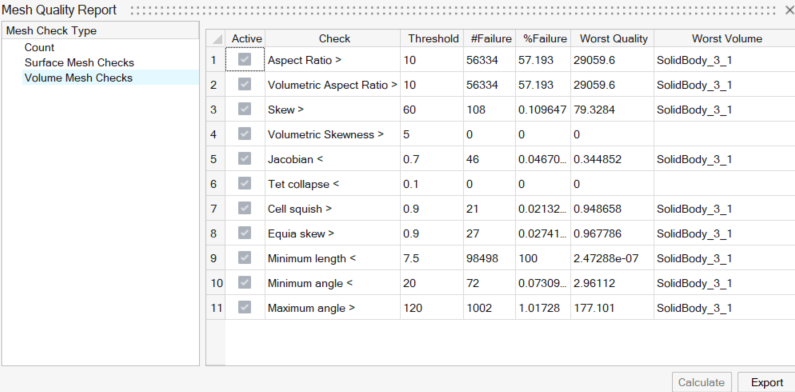 Mesh Quality Report
Mesh Check Type
Count
Surface Mesh Checks
Volume Mesh Checks
Active Check Threshold #Failure %Failure Worst Quality Worst Volume
1 Aspect Ratio > 10 56334 57.193 29059.6 SolidBody_3_1
2 Volumetric Aspect Ratio > 10 56334 57.193 29059.6 SolidBody_3_1
3 Skew > 60 108 0.109647 79.3284 SolidBody_3_1
4 Volumetric Skewness > 5 0 0 0
5 Jacobian < 0.7 46 0.04670... 0.344852 SolidBody_3_1
6 Tet collapse < 0.1 0 0 0
7 Cell squish > 0.9 21 0.02132... 0.948658 SolidBody_3_1
8 Equia skew > 0.9 27 0.02741... 0.967786 SolidBody_3_1
9 Minimum length < 7.5 98498 100 2.47288e-07 SolidBody_3_1
10 Minimum angle < 20 72 0.07309... 2.96112 SolidBody_3_1
11 Maximum angle > 120 1002 1.01728 177.101 SolidBody_3_1
Calculate Export